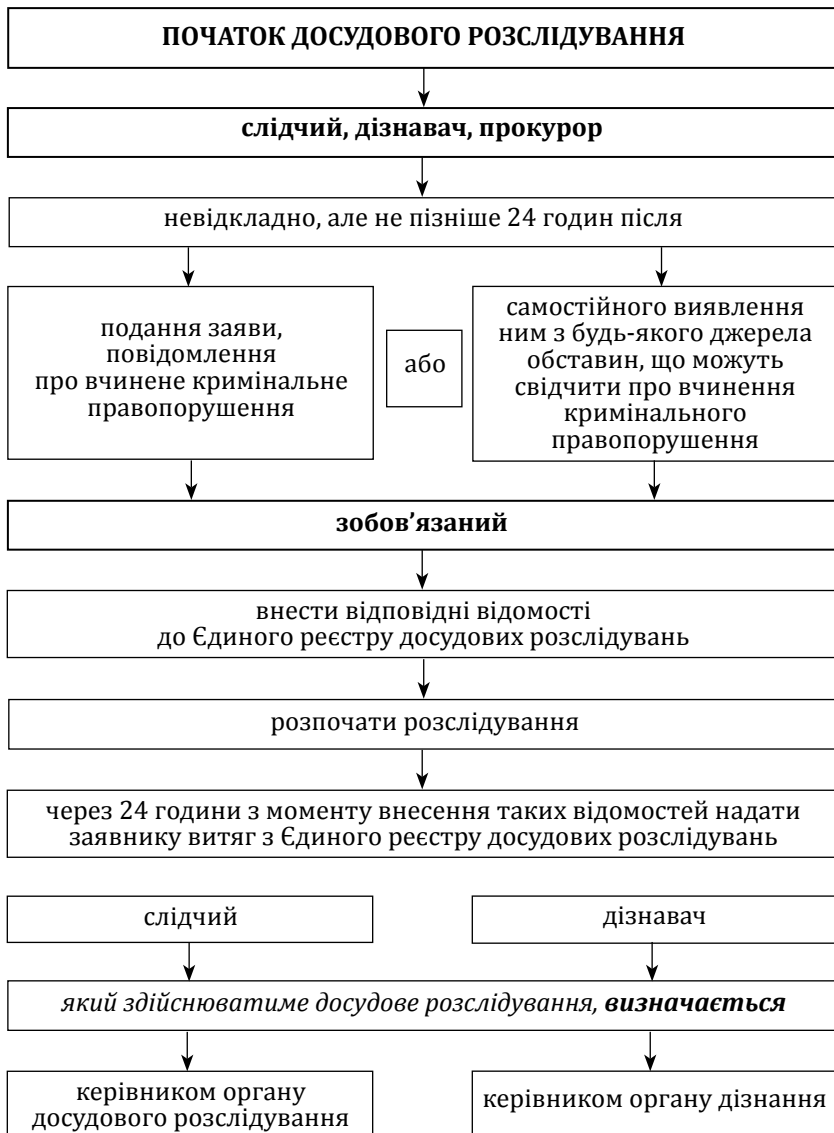 ПОЧАТОК ДОСУДОВОГО РОЗСЛІДУВАННЯ
слідчий, дізнавач, прокурор
невідкладно, але не пізніше 24 годин після
подання заяви,
повідомлення
про вчинене кримінальне
правопорушення
або
самостійного виявлення
ним з будь-якого джерела
обставин, що можуть
свідчити про вчинення
кримінального
правопорушення
зобов’язаний
внести відповідні відомості
до Єдиного реєстру досудових розслідувань
розпочати розслідування
через 24 години з моменту внесення таких відомостей надати
заявнику витяг з Єдиного реєстру досудових розслідувань
слідчий
дізнавач
який здійснюватиме досудове розслідування, визначається
керівником органу
досудового розслідування
керівником органу дізнання